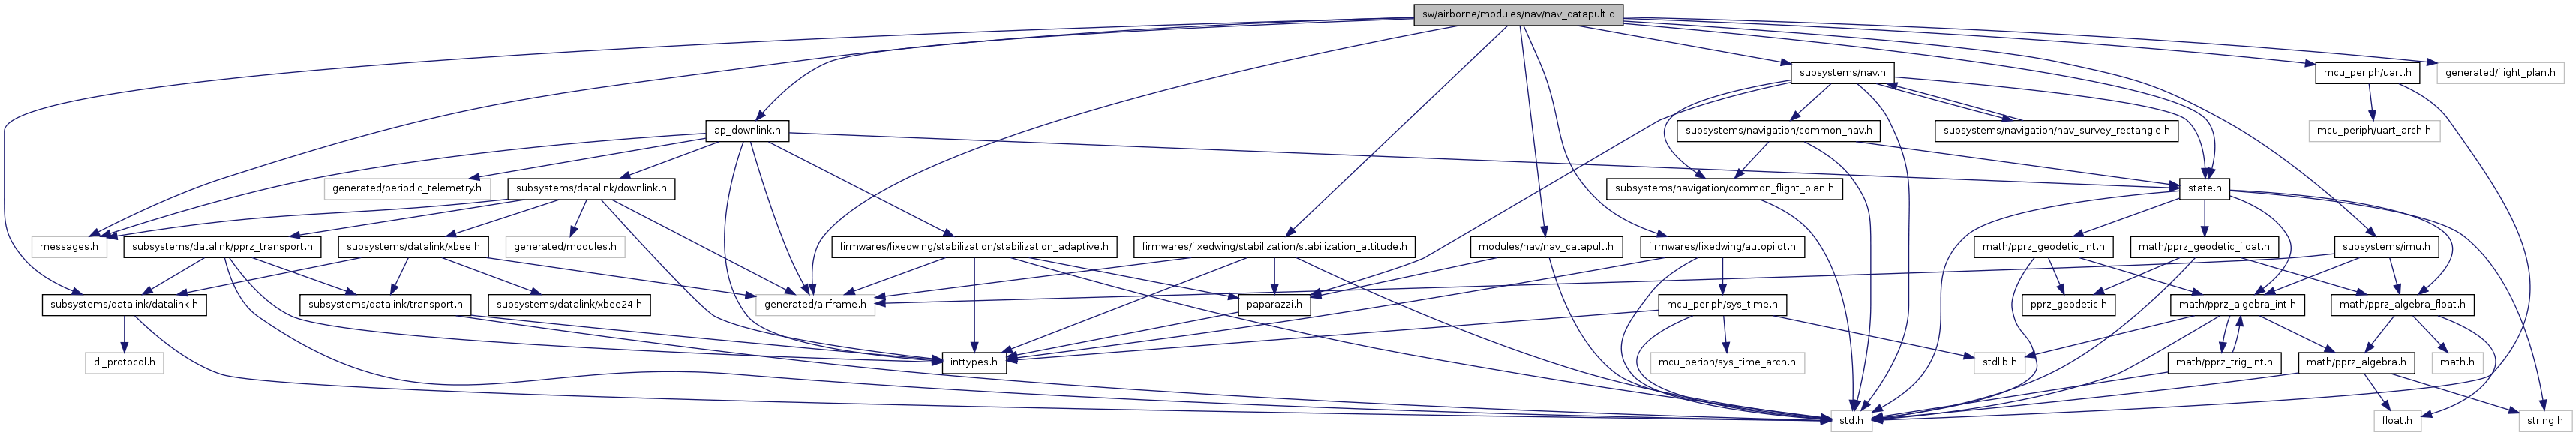 sw/airborne/modules/nav/nav_catapult.c
subsystems/nav.h
mcu_periph/uart.h
generated/flight_plan.h
ap_downlink.h
subsystems/navigation/common_nav.h
subsystems/navigation/nav_survey_rectangle.h
mcu_periph/uart_arch.h
generated/periodic_telemetry.h
subsystems/datalink/downlink.h
subsystems/navigation/common_flight_plan.h
state.h
messages.h
subsystems/datalink/pprz_transport.h
subsystems/datalink/xbee.h
generated/modules.h
firmwares/fixedwing/stabilization/stabilization_adaptive.h
firmwares/fixedwing/stabilization/stabilization_attitude.h
modules/nav/nav_catapult.h
firmwares/fixedwing/autopilot.h
math/pprz_geodetic_int.h
math/pprz_geodetic_float.h
subsystems/imu.h
subsystems/datalink/datalink.h
subsystems/datalink/transport.h
subsystems/datalink/xbee24.h
generated/airframe.h
paparazzi.h
mcu_periph/sys_time.h
pprz_geodetic.h
math/pprz_algebra_int.h
math/pprz_algebra_float.h
dl_protocol.h
inttypes.h
mcu_periph/sys_time_arch.h
stdlib.h
math/pprz_trig_int.h
math/pprz_algebra.h
math.h
std.h
float.h
string.h